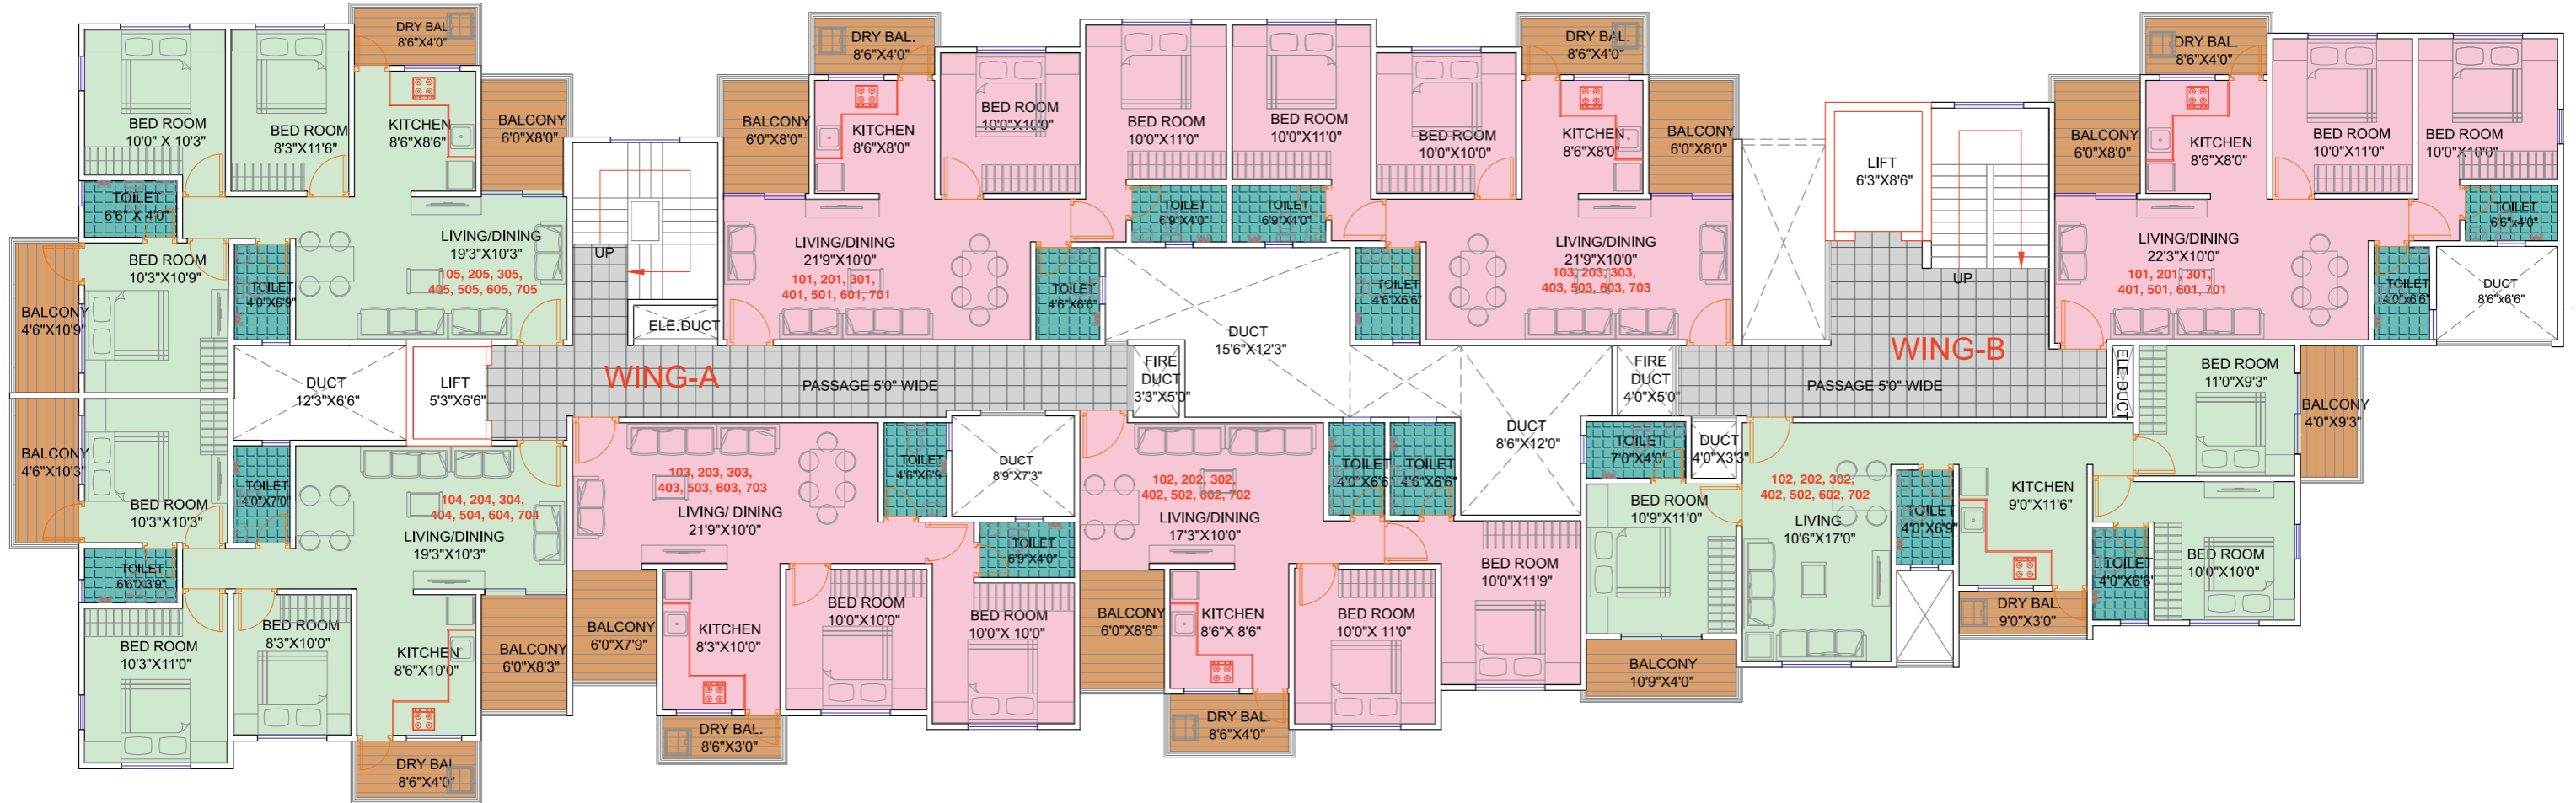 DRY BAL.
8'6"X4'0"
BED ROOM
10'0" X 10'3"
BED ROOM
8'3"X11'6"
KITCHEN
8'6"X8'6"
BALCONY
6'0"X8'0"
TOILET
6'6" X 4'0"
LIVING/DINING
19'3"X10'3"
105, 205, 305,
405, 505, 605, 705
BED ROOM
10'3"X10'9"
TOILET
4'0"X6'9"
BALCONY
4'6"X10'9"
DUCT
12'3"X6'6"
LIFT
5'3"X6'6"
UP
ELE.DUCT
WING-A
PASSAGE 5'0" WIDE
BALCONY
4'6"X10'3"
BED ROOM
10'3"X10'3"
TOILET
4'0"X7'0"
104, 204, 304,
404, 504, 604, 704
LIVING/DINING
19'3"X10'3"
TOILET
6'6"X3'9"
BED ROOM
10'3"X11'0"
BED ROOM
8'3"X10'0"
KITCHEN
8'6"X10'0"
BALCONY
6'0"X8'3"
DRY BAL
8'6"X4'0"
DRY BAL.
8'6"X4'0"
BALCONY
6'0"X8'0"
KITCHEN
8'6"X8'0"
BED ROOM
10'0"X10'0"
BED ROOM
10'0"X11'0"
TOILET
6'9"X4'0"
LIVING/DINING
21'9"X10'0"
101, 201, 301,
401, 501, 601, 701
TOILET
4'6"X6'6"
BED ROOM
10'0"X11'0"
BED ROOM
10'0"X10'0"
DRY BAL.
8'6"X4'0"
KITCHEN
8'6"X8'0"
BALCONY
6'0"X8'0"
TOILET
6'9"X4'0"
LIVING/DINING
21'9"X10'0"
103, 203, 303,
403, 503, 603, 703
TOILET
4'6"X6'6"
DUCT
15'6"X12'3"
FIRE
DUCT
3'3"X5'0"
103, 203, 303,
403, 503, 603, 703
LIVING/ DINING
21'9"X10'0"
TOILET
4'6"X6'9"
DUCT
8'9"X7'3"
TOILET
6'9"X4'0"
BALCONY
6'0"X7'9"
KITCHEN
8'3"X10'0"
BED ROOM
10'0"X10'0"
BED ROOM
10'0"X 10'0"
DRY BAL.
8'6"X3'0"
102, 202, 302,
402, 502, 602, 702
LIVING/DINING
17'3"X10'0"
TOILET
4'0"X6'6"
TOILET
4'6"X6'6"
DUCT
8'6"X12'0"
BALCONY
6'0"X8'6"
KITCHEN
8'6"X 8'6"
BED ROOM
10'0"X 11'0"
BED ROOM
10'0"X11'9"
DRY BAL.
8'6"X4'0"
LIFT
6'3"X8'6"
UP
WING-B
FIRE
DUCT
4'0"X5'0"
PASSAGE 5'0" WIDE
ELE.DUCT
DRY BAL.
8'6"X4'0"
BALCONY
6'0"X8'0"
KITCHEN
8'6"X8'0"
BED ROOM
10'0"X11'0"
BED ROOM
10'0"X10'0"
TOILET
6'6"x4'0"
LIVING/DINING
22'3"X10'0"
101, 201, 301,
401, 501, 601, 701
TOILET
4'0"x6'6"
DUCT
8'6"x6'6"
TOILET
7'0"X4'0"
DUCT
4'0"X3'3"
BED ROOM
10'9"X11'0"
BALCONY
10'9"X4'0"
102, 202, 302,
402, 502, 602, 702
LIVING
10'6"X17'0"
TOILET
4'0"X6'9"
KITCHEN
9'0"X11'6"
DRY BAL.
9'0"X3'0"
TOILET
4'0"X6'6"
BED ROOM
10'0"X10'0"
BED ROOM
11'0"X9'3"
BALCONY
4'0"X9'3"